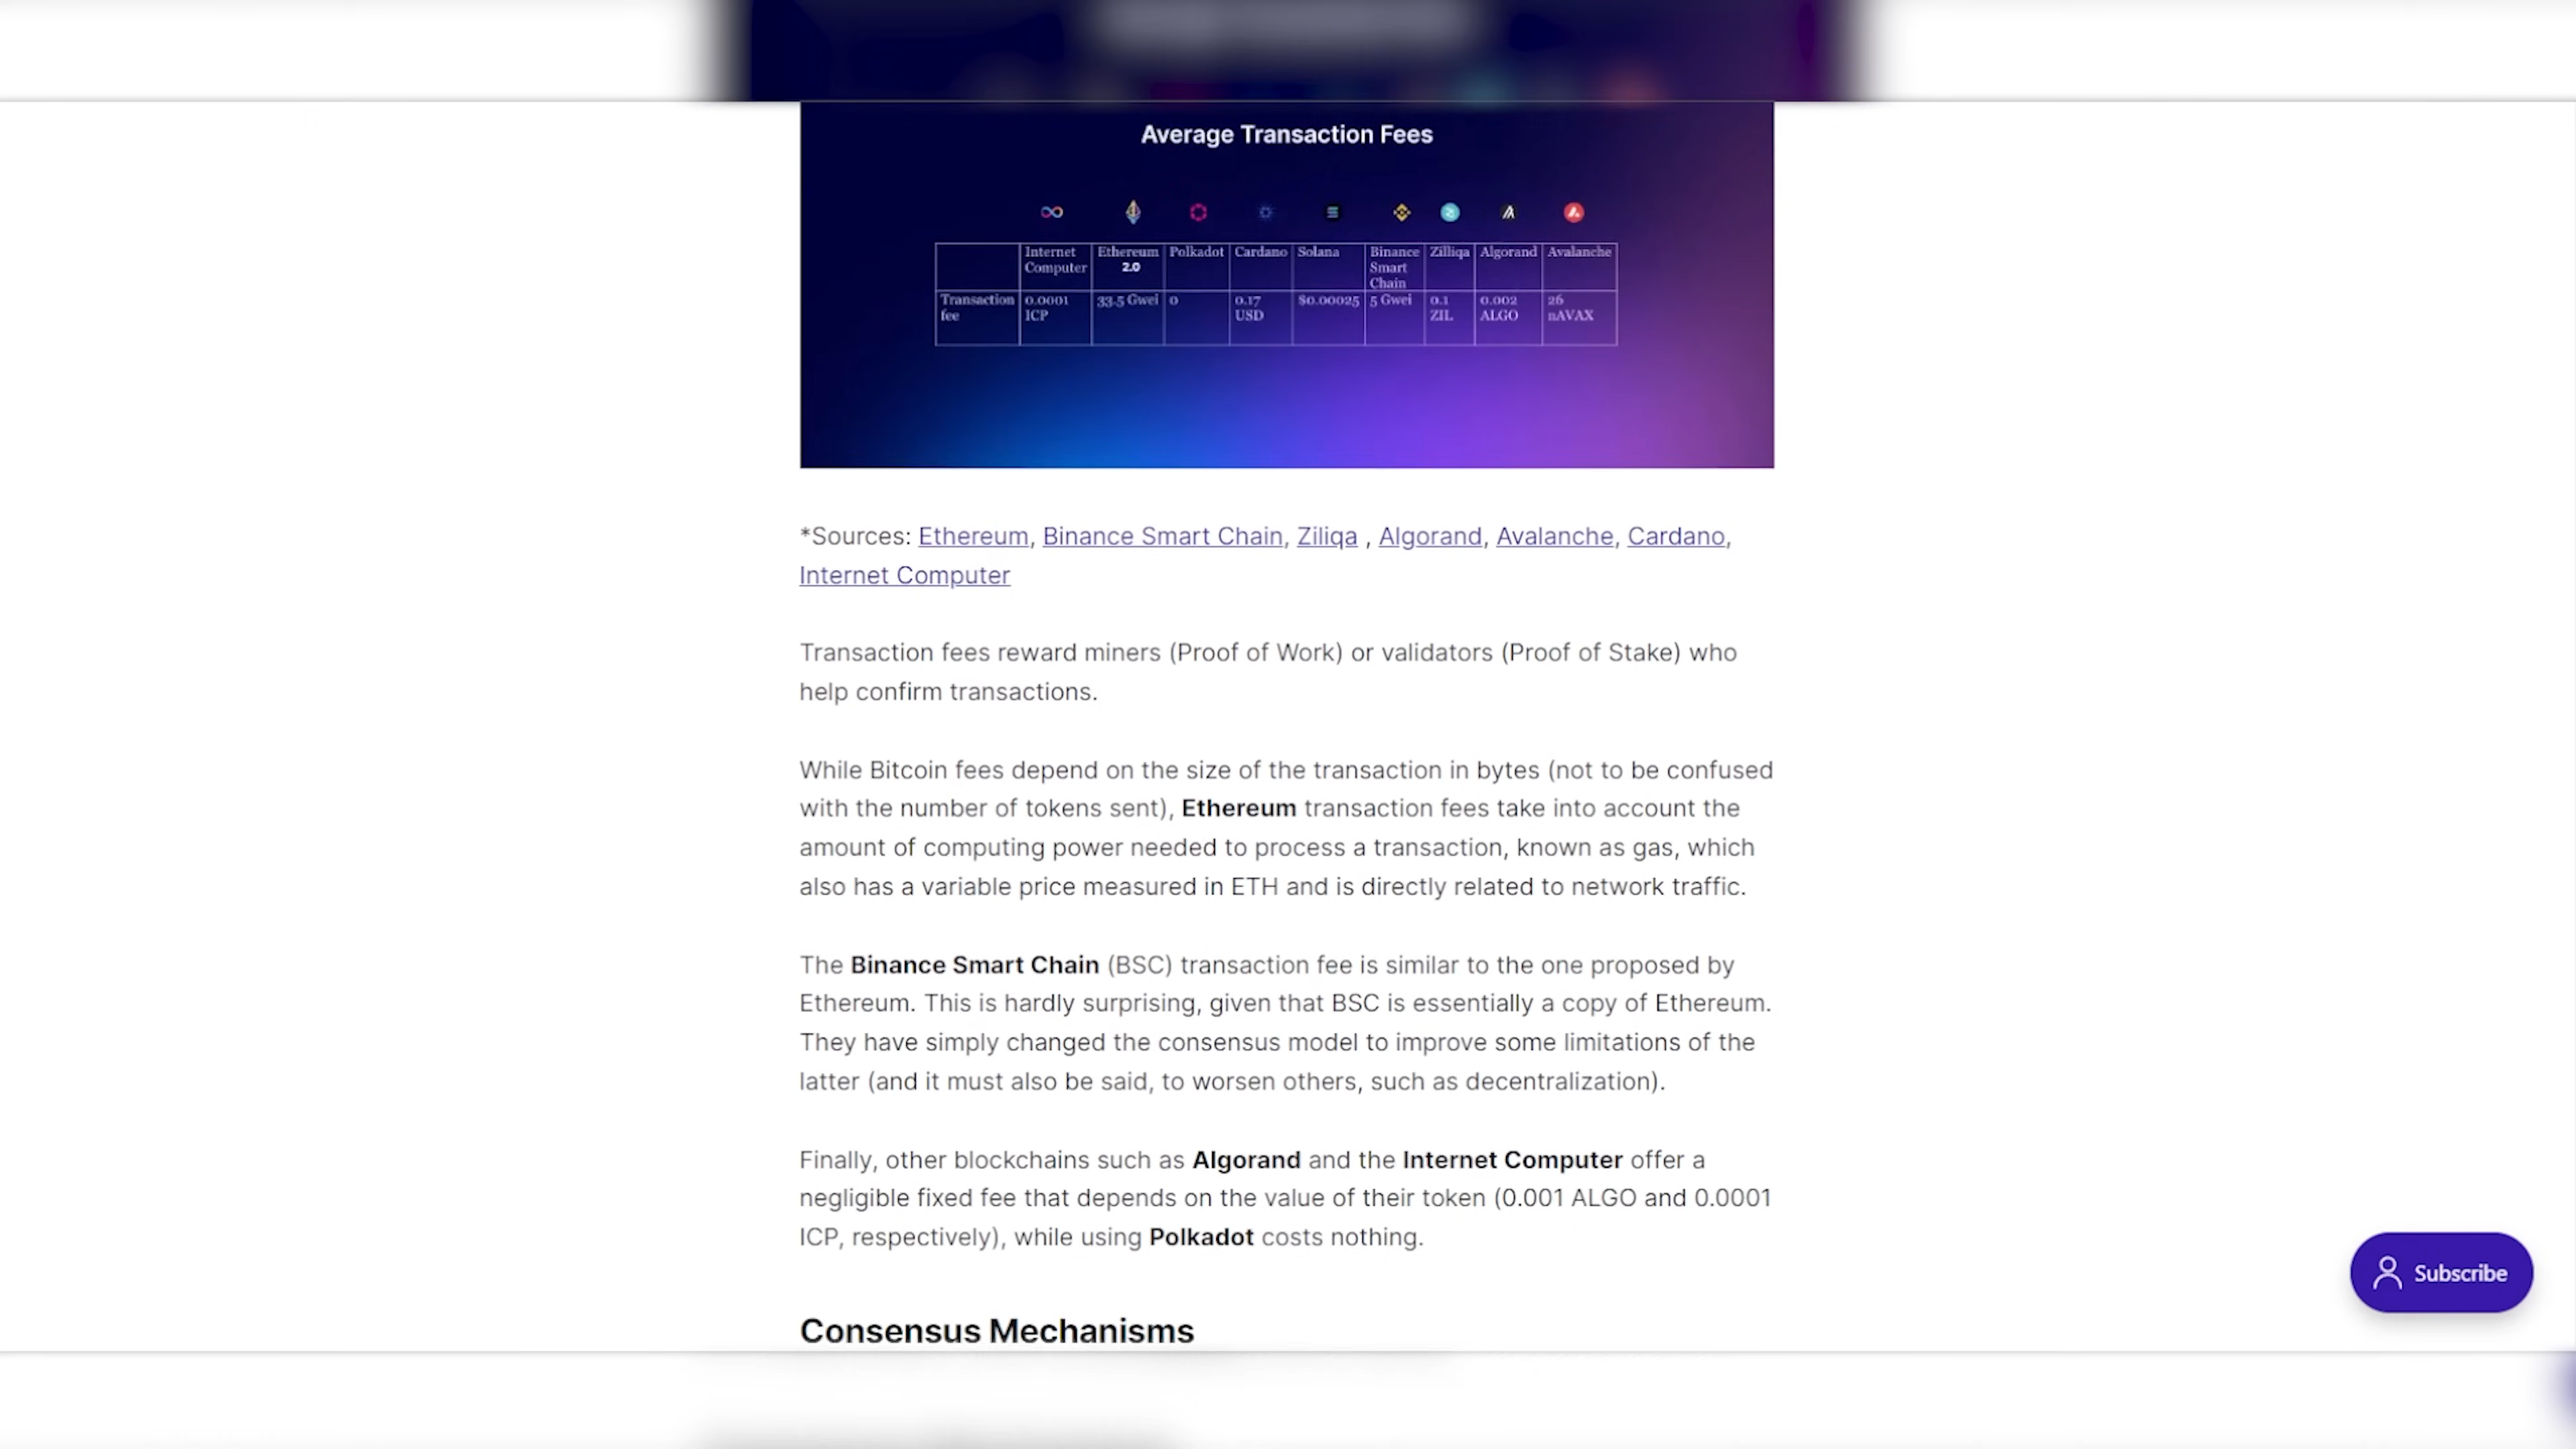 Average Transaction Fees
Internet Computer Ethereum 2.0 Polkadot Cardano Solana Binance Smart Chain Zilliqa Algorand Avalanche
Transaction fee 0.0001 ICP 33.5 Gwei 0 0.17 USD $0.00025 5 Gwei 0.1 ZIL 0.002 ALGO 26 nAVAX
*Sources: Ethereum, Binance Smart Chain, Ziliqa , Algorand, Avalanche, Cardano,
Internet Computer
Transaction fees reward miners (Proof of Work) or validators (Proof of Stake) who
help confirm transactions.
While Bitcoin fees depend on the size of the transaction in bytes (not to be confused
with the number of tokens sent), Ethereum transaction fees take into account the
amount of computing power needed to process a transaction, known as gas, which
also has a variable price measured in ETH and is directly related to network traffic.
The Binance Smart Chain (BSC) transaction fee is similar to the one proposed by
Ethereum. This is hardly surprising, given that BSC is essentially a copy of Ethereum.
They have simply changed the consensus model to improve some limitations of the
latter (and it must also be said, to worsen others, such as decentralization).
Finally, other blockchains such as Algorand and the Internet Computer offer a
negligible fixed fee that depends on the value of their token (0.001 ALGO and 0.0001
ICP, respectively), while using Polkadot costs nothing.
Subscribe
Consensus Mechanisms